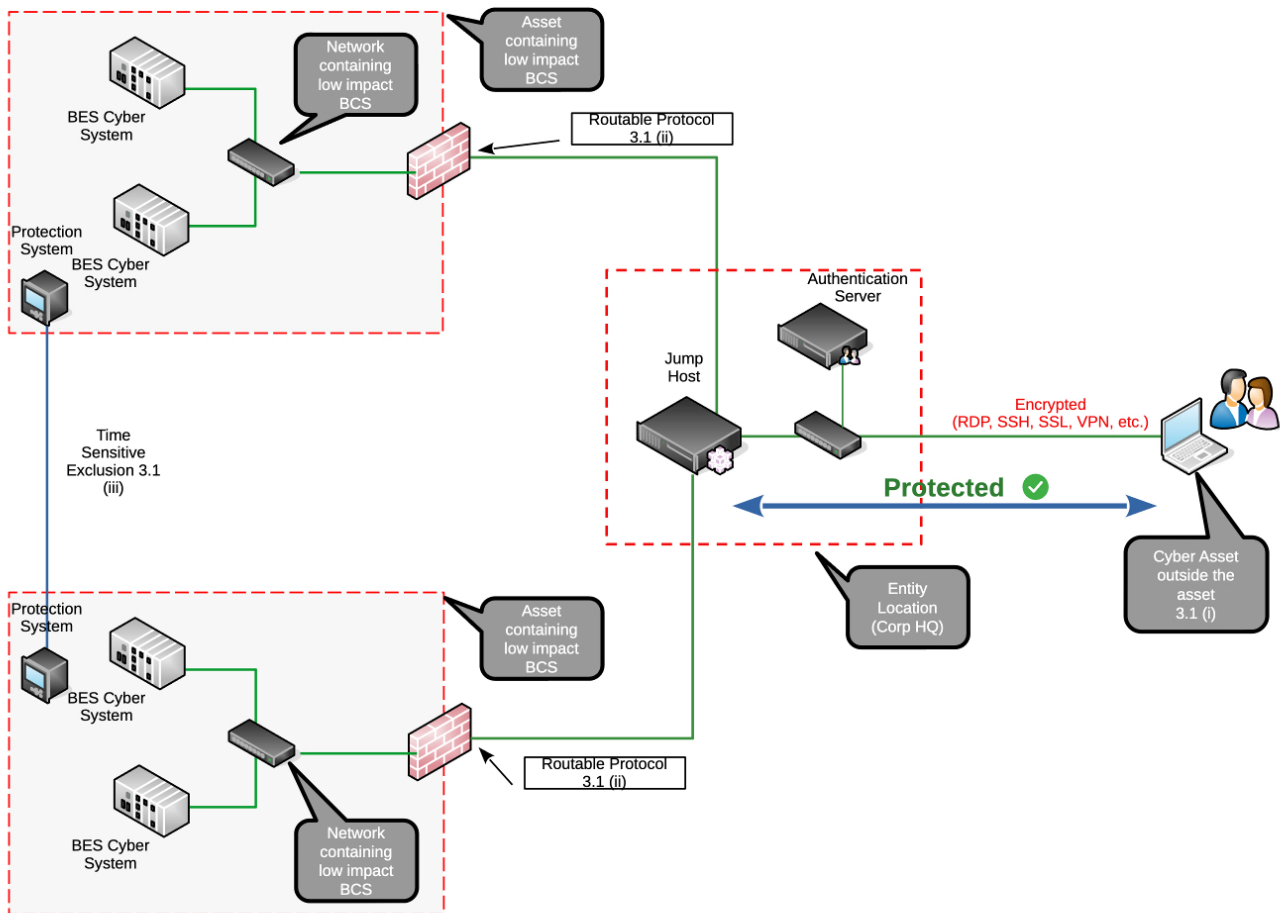 Asset
containing
low impact
BCS
Network
containing
low impact
BCS
BES Cyber
System
Routable Protocol
3.1 (ii)
Protection
System
BES Cyber
System
Authentication
Server
Jump
Host
Encrypted
(RDP, SSH, SSL, VPN, etc.)
Time
Sensitive
Exclusion 3.1
(iii)
Protected
Cyber Asset
outside the
asset
3.1 (i)
Entity
Location
(Corp HQ)
Protection
System
Asset
containing
low impact
BCS
BES Cyber
System
Routable Protocol
3.1 (ii)
BES Cyber
System
Network
containing
low impact
BCS